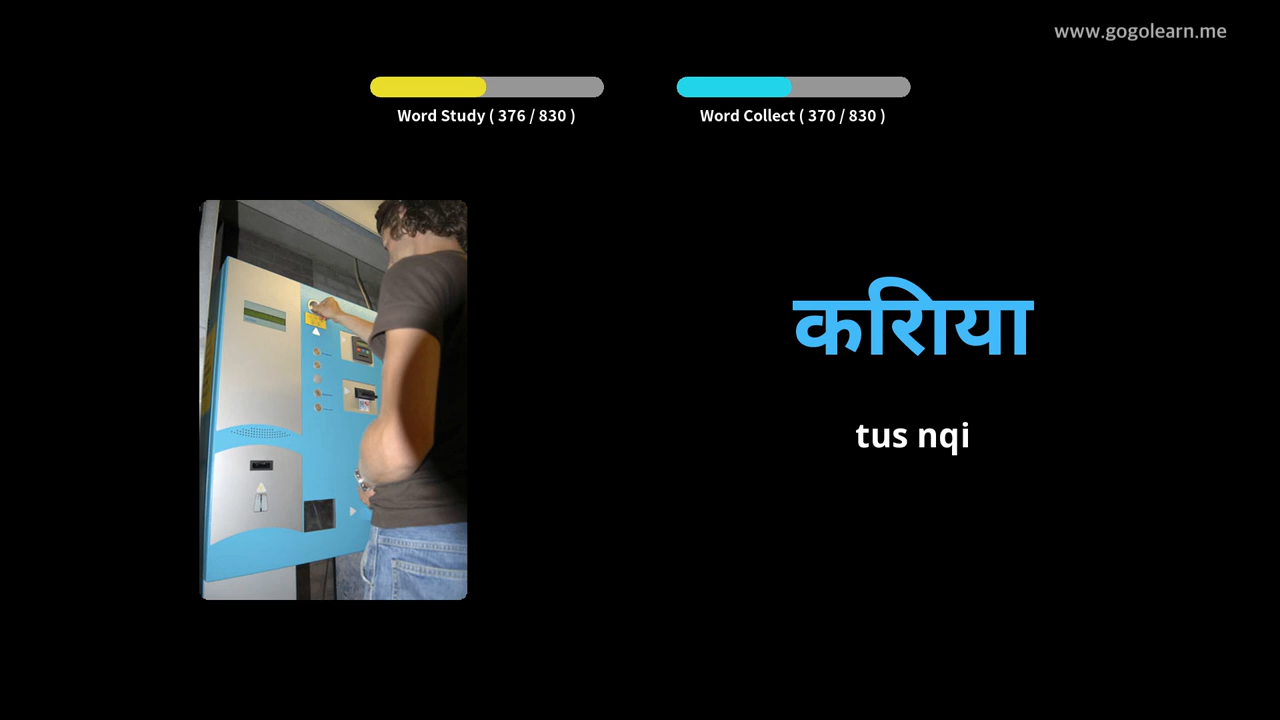 www.gogolearn.me
Word Study ( 376 / 830 )
Word Collect ( 370 / 830 )
करिाया
tus nqi